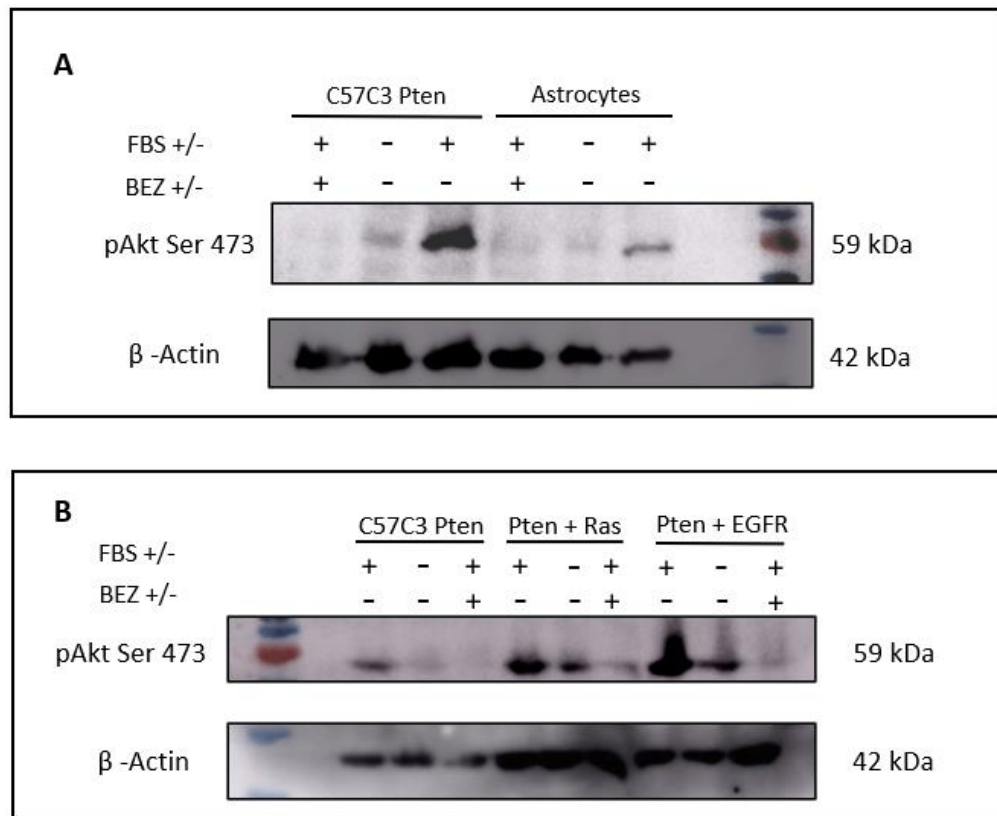 A
C57C3 Pten Astrocytes
FBS +/- + - + + - +
BEZ +/- + - - + - -
pAkt Ser 473 59 kDa
β -Actin 42 kDa
B
C57C3 Pten Pten + Ras Pten + EGFR
FBS +/- + - + + - + + - +
BEZ +/- - - + - - + - - +
pAkt Ser 473 59 kDa
β -Actin 42 kDa